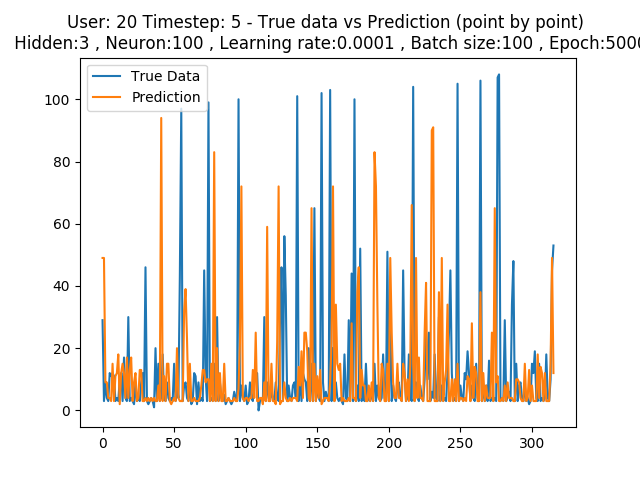 User: 20 Timestep: 5 - True data vs Prediction (point by point)
Hidden:3 , Neuron:100 , Learning rate:0.0001 , Batch size:100 , Epoch:5000
True Data
Prediction
100
80
60
40
20
0
0 50 100 150 200 250 300